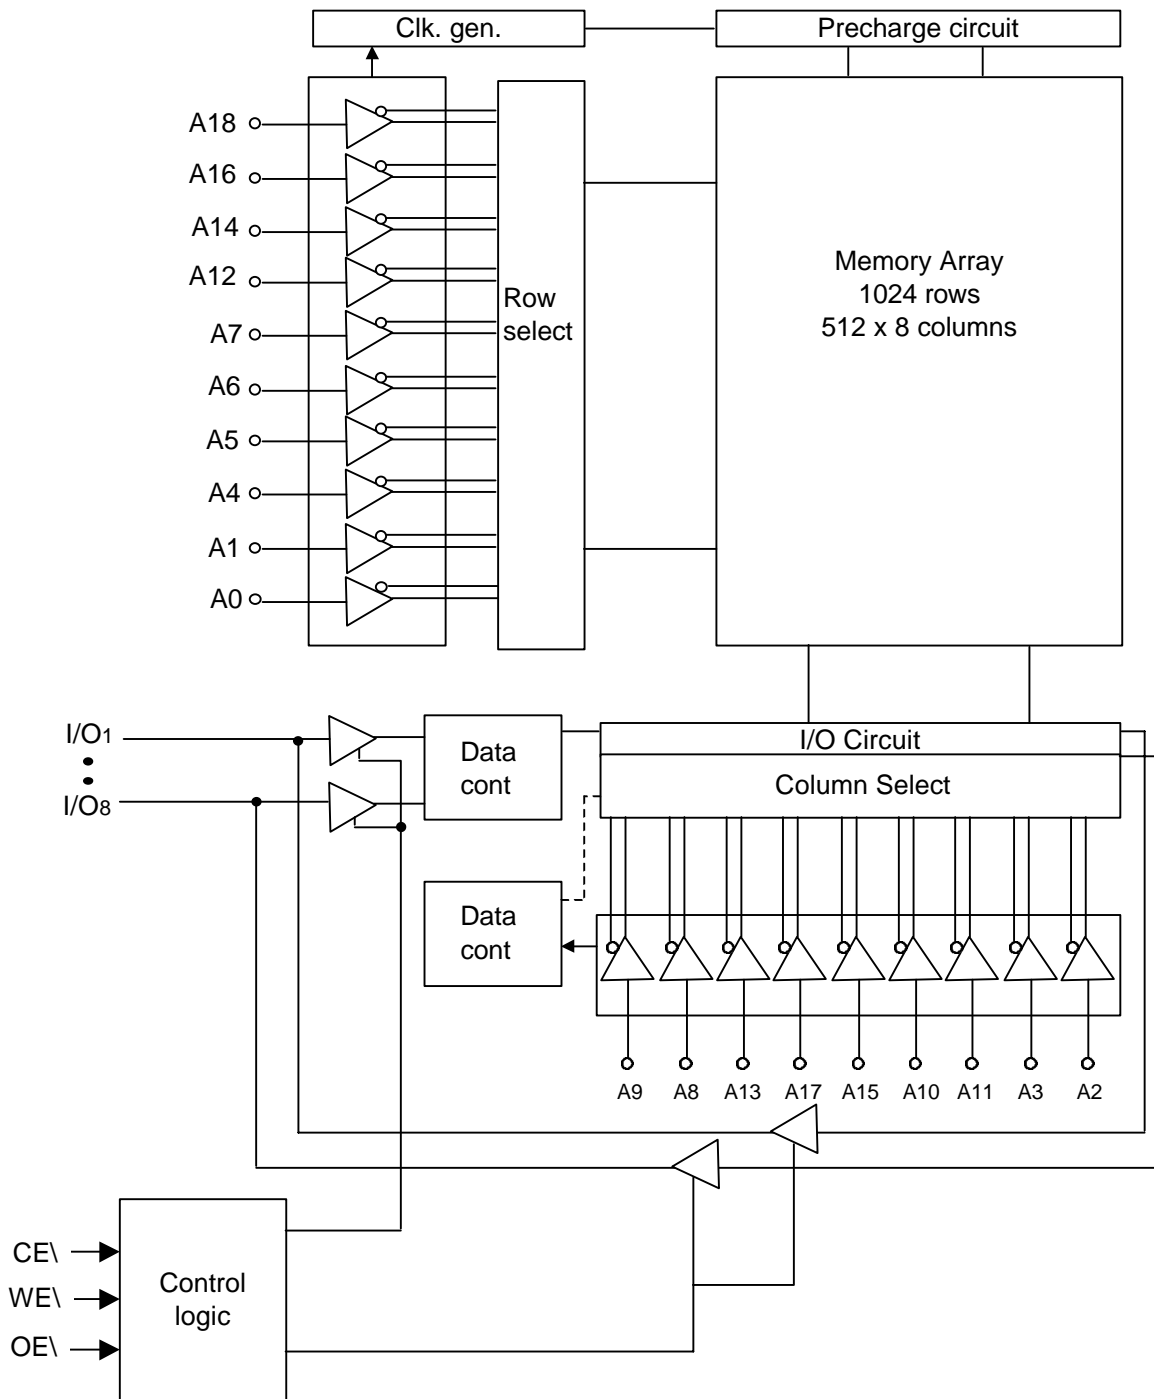 Clk. gen.
Precharge circuit
A18
A16
A14
A12
A7
A6
A5
A4
A1
A0
Row
select
Memory Array
1024 rows
512 x 8 columns
I/O1
I/O8
Data
cont
I/O Circuit
Column Select
Data
cont
A9 A8 A13 A17 A15 A10 A11 A3 A2
CE\
WE\
OE\
Control
logic